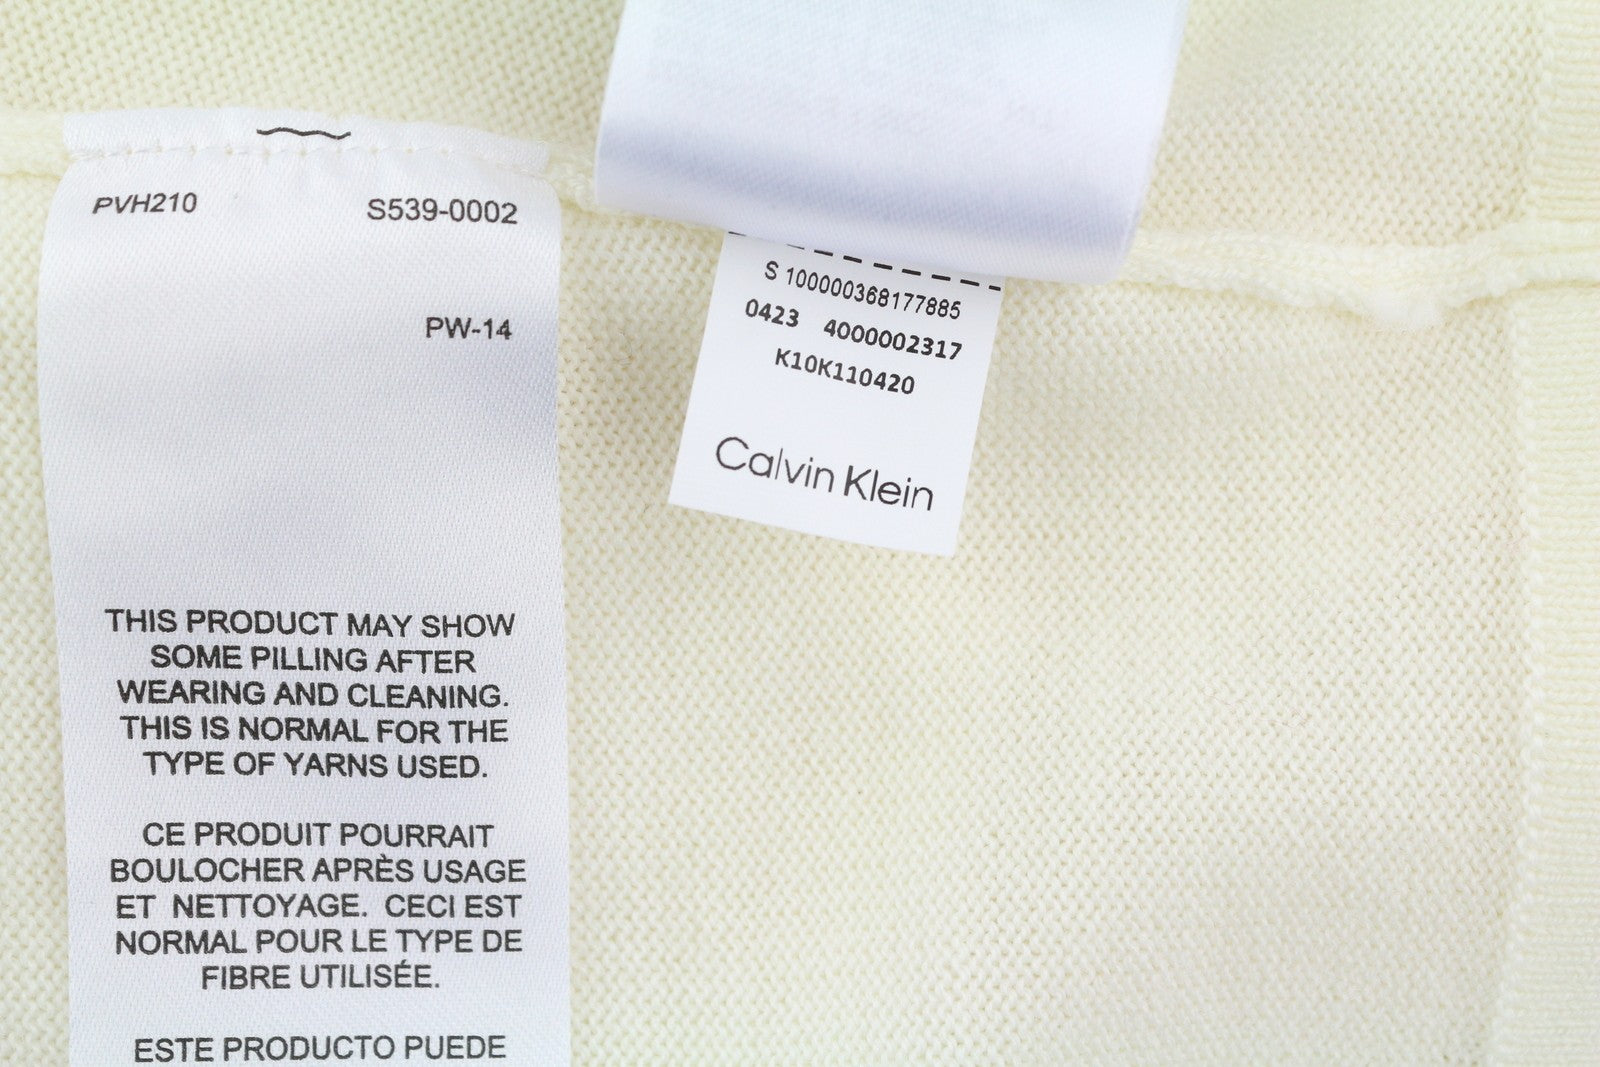 PVH210 S539-0002
PW-14
THIS PRODUCT MAY SHOW
SOME PILLING AFTER
WEARING AND CLEANING.
THIS IS NORMAL FOR THE
TYPE OF YARNS USED.
CE PRODUIT POURRAIT
BOULOCHER APRÈS USAGE
ET NETTOYAGE. CECI EST
NORMAL POUR LE TYPE DE
FIBRE UTILISÉE.
ESTE PRODUCTO PUEDE
S 100000368177885
0423 4000002317
K10K110420
Calvin Klein